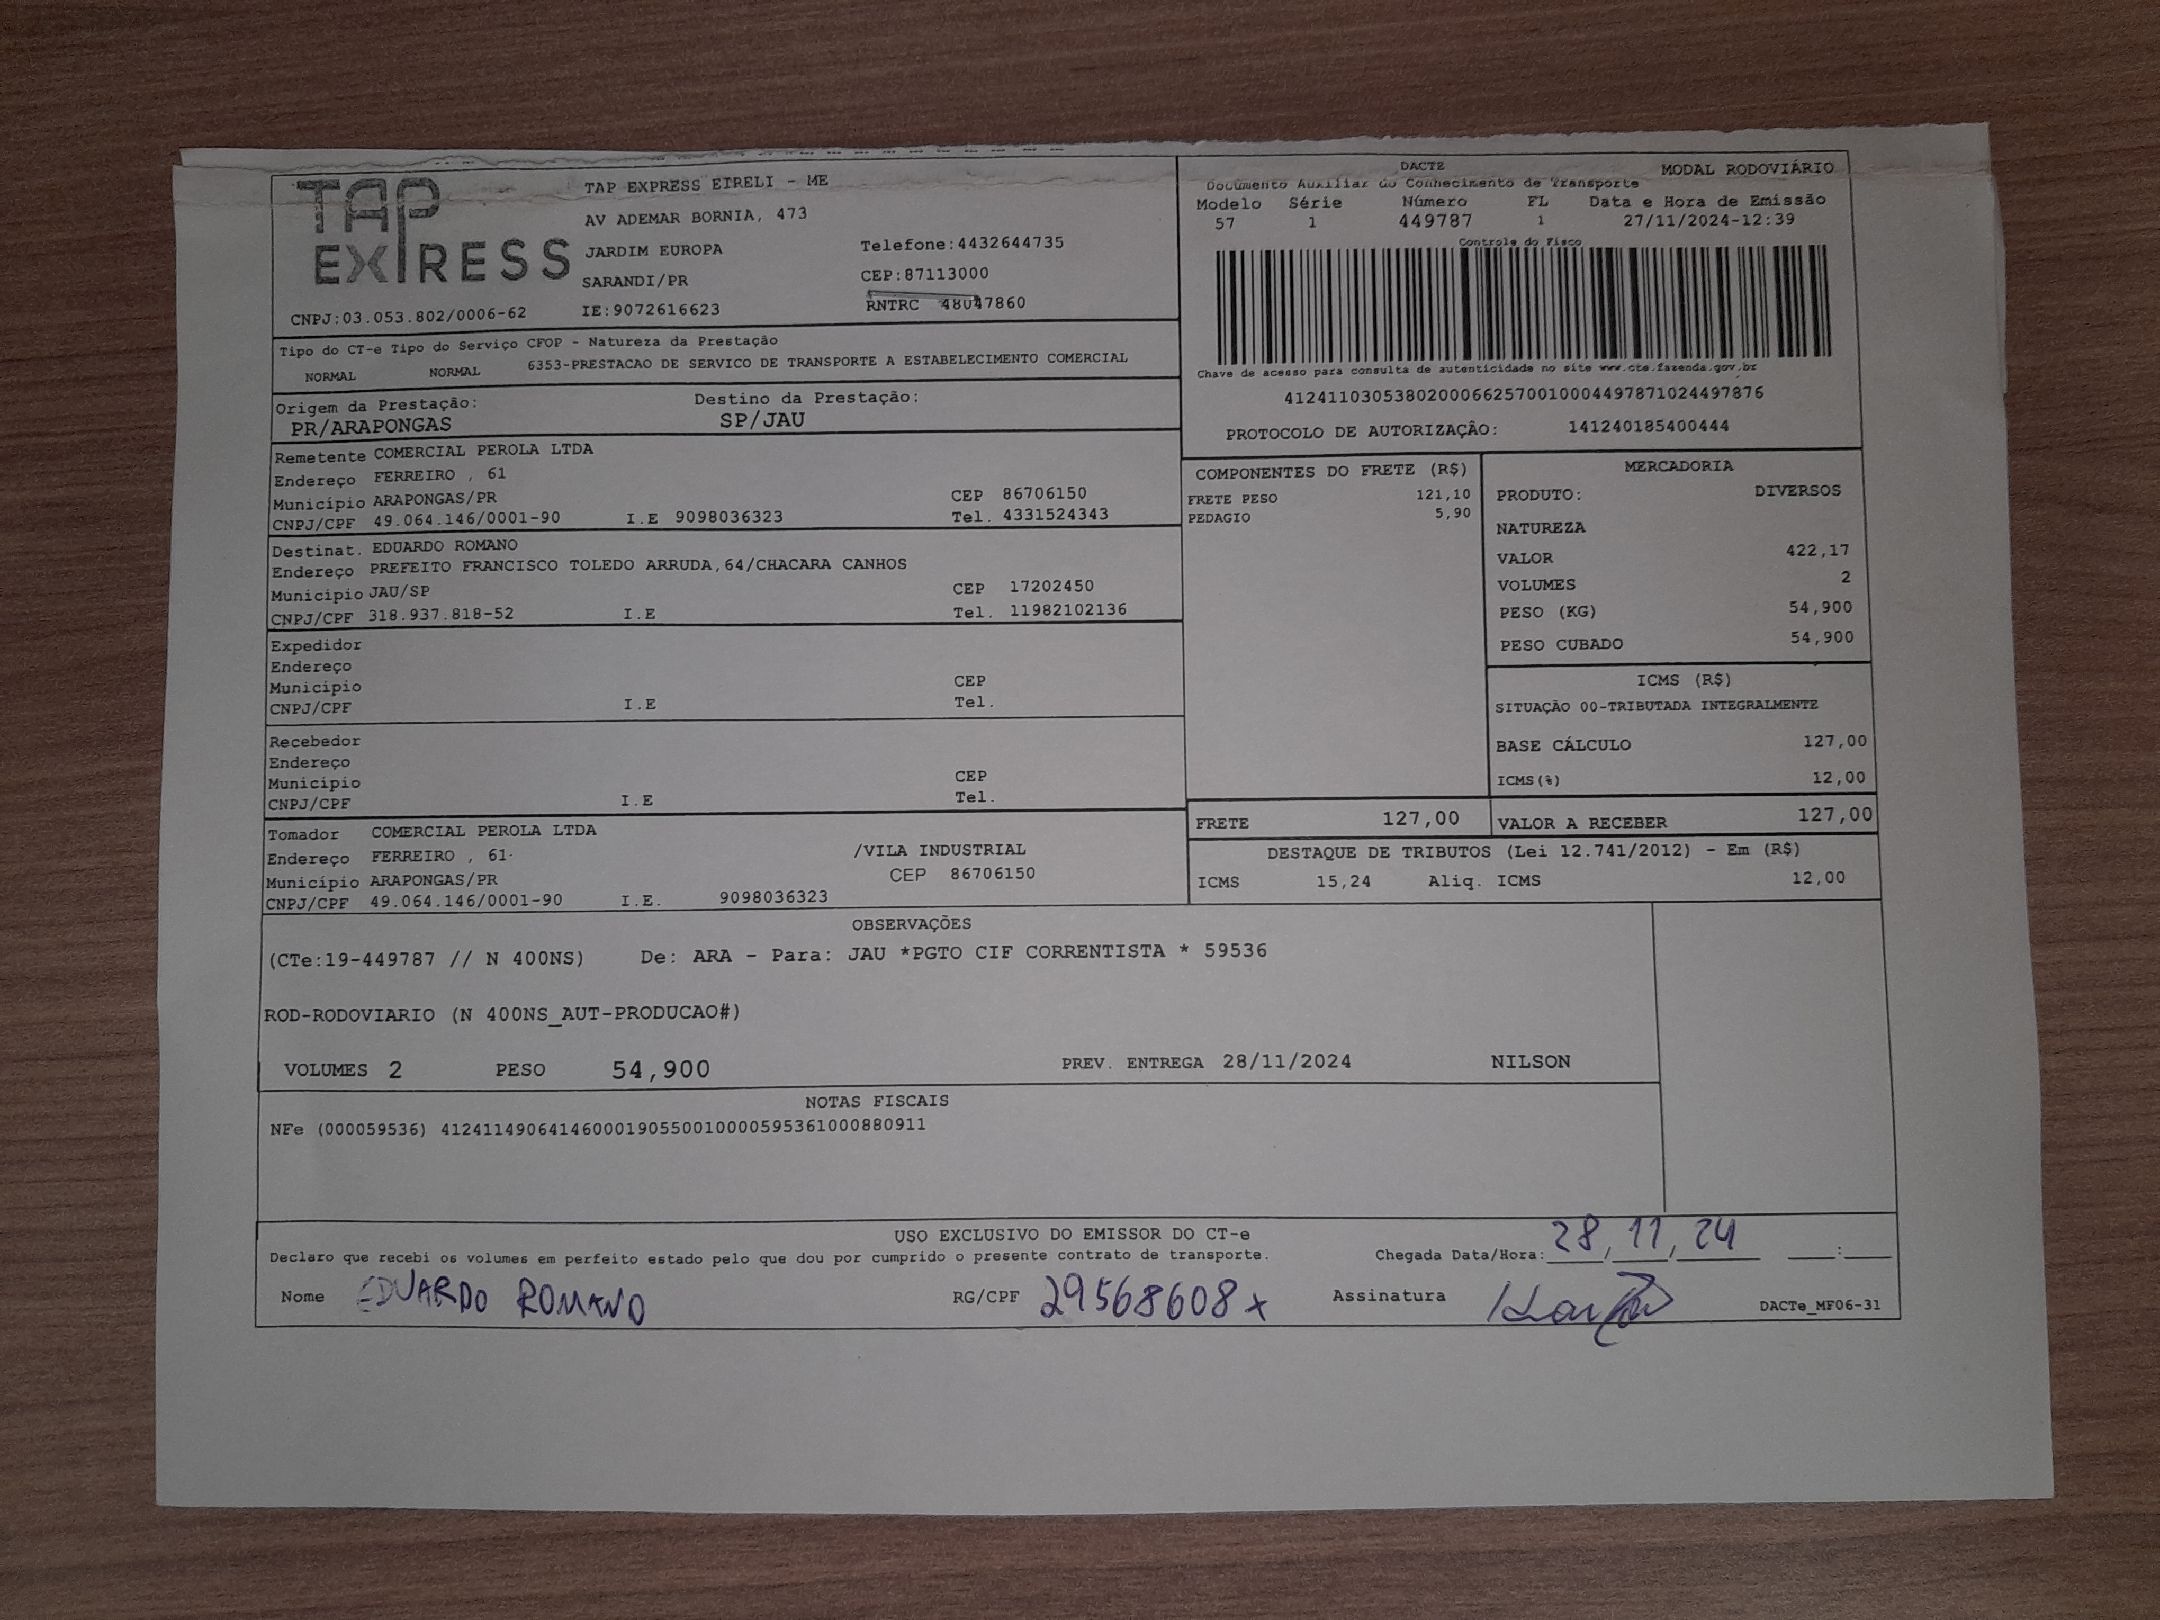 TAP
EXPRESS
TAP EXPRESS EIRELI - ME
AV ADEMAR BORNIA, 473
JARDIM EUROPA
Telefone:4432644735
SARANDI/PR
CEP:87113000
CNPJ:03.053.802/0006-62
IE:9072616623
RNTRC 48047860
DACTE
MODAL RODOVIÁRIO
Documento Auxiliar do Conhecimento de Transporte
Modelo Série Número FL Data e Hora de Emissão
57 1 449787 1 27/11/2024-12:39
Controle do Fisco
Chave de acesso para consulta de autenticidade no site www.cte.fazenda.gov.br
41241103053802000662570010004497871024497876
PROTOCOLO DE AUTORIZAÇÃO: 141240185400444
Tipo do CT-e Tipo do Serviço CFOP - Natureza da Prestação
NORMAL NORMAL 6353-PRESTACAO DE SERVICO DE TRANSPORTE A ESTABELECIMENTO COMERCIAL
Origem da Prestação: Destino da Prestação:
PR/ARAPONGAS SP/JAU
Remetente COMERCIAL PEROLA LTDA
Endereço FERREIRO , 61
Município ARAPONGAS/PR CEP 86706150
CNPJ/CPF 49.064.146/0001-90 I.E 9098036323 Tel. 4331524343
Destinat. EDUARDO ROMANO
Endereço PREFEITO FRANCISCO TOLEDO ARRUDA,64/CHACARA CANHOS
Município JAU/SP CEP 17202450
CNPJ/CPF 318.937.818-52 I.E Tel. 11982102136
Expedidor
Endereço
Município CEP
CNPJ/CPF I.E Tel.
Recebedor
Endereço
Município CEP
CNPJ/CPF I.E Tel.
Tomador COMERCIAL PEROLA LTDA
Endereço FERREIRO , 61 /VILA INDUSTRIAL
Município ARAPONGAS/PR CEP 86706150
CNPJ/CPF 49.064.146/0001-90 I.E. 9098036323
COMPONENTES DO FRETE (R$)
FRETE PESO 121,10
PEDAGIO 5,90
MERCADORIA
PRODUTO: DIVERSOS
NATUREZA
VALOR 422,17
VOLUMES 2
PESO (KG) 54,900
PESO CUBADO 54,900
ICMS (R$)
SITUAÇÃO 00-TRIBUTADA INTEGRALMENTE
BASE CÁLCULO 127,00
ICMS(%) 12,00
FRETE 127,00 VALOR A RECEBER 127,00
DESTAQUE DE TRIBUTOS (Lei 12.741/2012) - Em (R$)
ICMS 15,24 Aliq. ICMS 12,00
OBSERVAÇÕES
(CTe:19-449787 // N 400NS) De: ARA - Para: JAU *PGTO CIF CORRENTISTA * 59536
ROD-RODOVIARIO (N 400NS_AUT-PRODUCAO#)
VOLUMES 2 PESO 54,900 PREV. ENTREGA 28/11/2024 NILSON
NOTAS FISCAIS
NFe (000059536) 41241149064146000190550010000595361000880911
USO EXCLUSIVO DO EMISSOR DO CT-e
Declaro que recebi os volumes em perfeito estado pelo que dou por cumprido o presente contrato de transporte. Chegada Data/Hora: 28/11/24 :
Nome EDUARDO ROMANO RG/CPF 29568608x Assinatura
DACTe_MF06-31